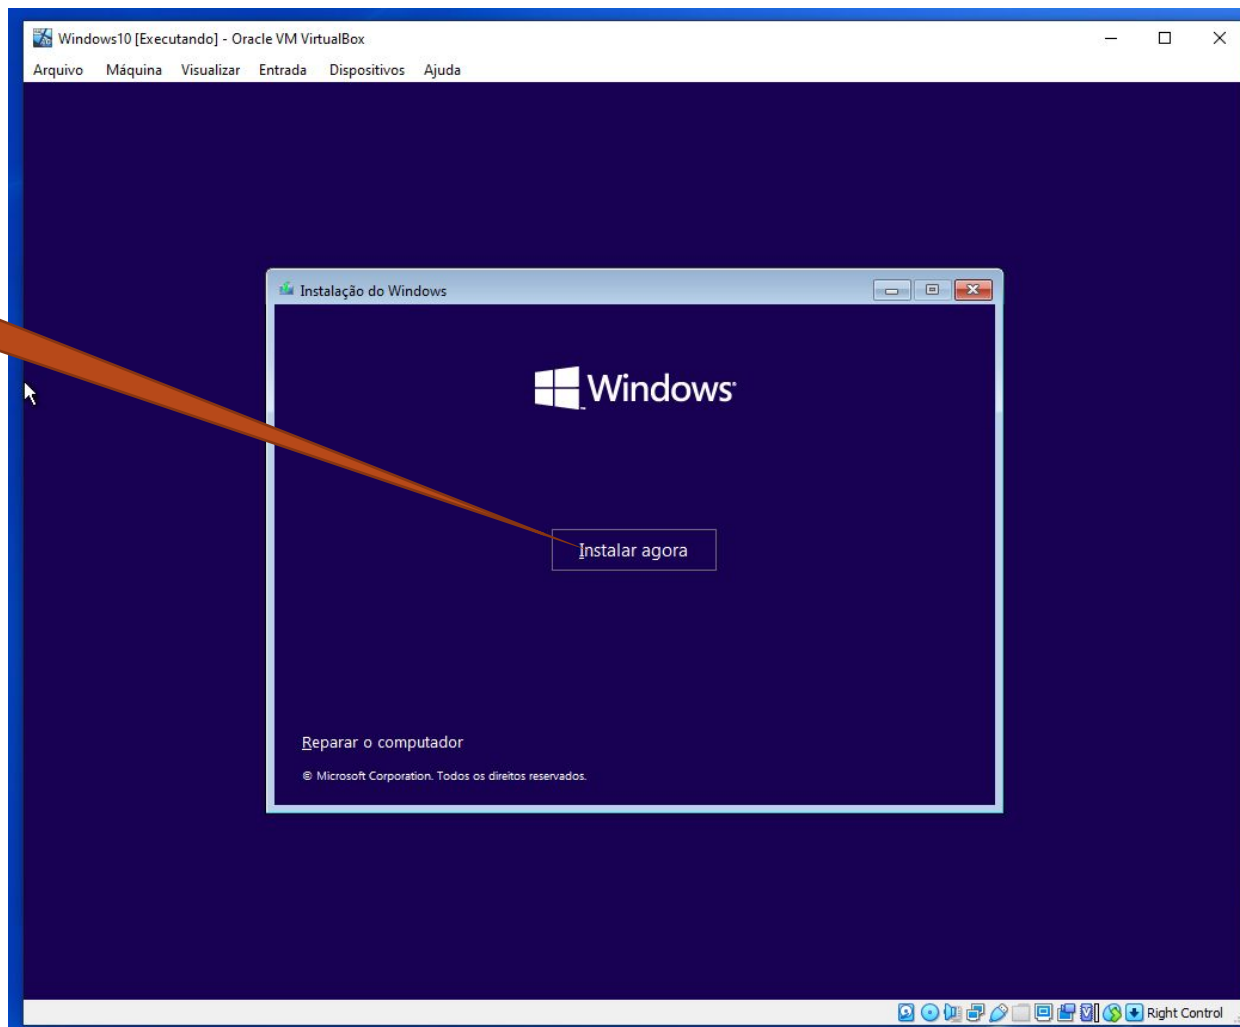 Windows10 [Executando] - Oracle VM VirtualBox
Arquivo Máquina Visualizar Entrada Dispositivos Ajuda
Instalação do Windows
Windows
Instalar agora
Reparar o computador
© Microsoft Corporation. Todos os direitos reservados.
Right Control